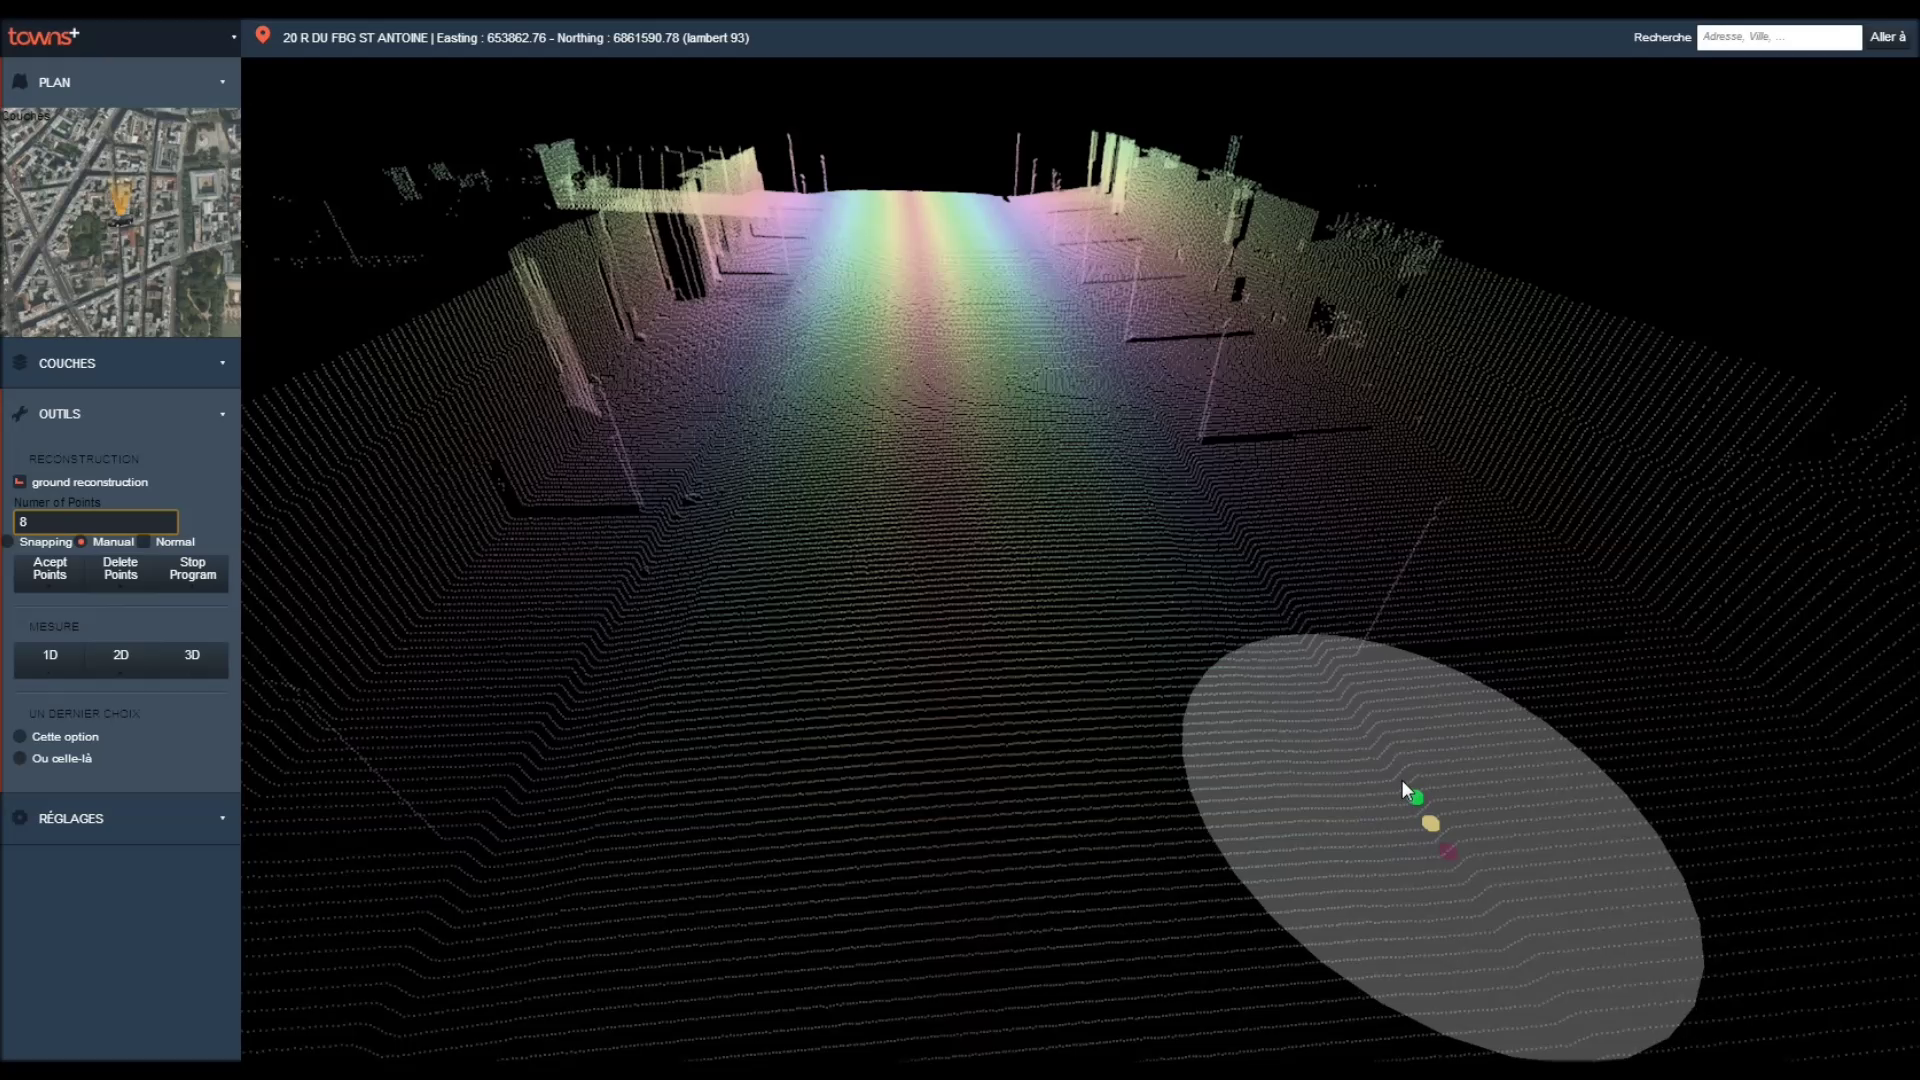 towns+
20 R DU FBG ST ANTOINE | Easting : 653862.76 - Northing : 6861590.78 (lambert 93)
Recherche
Adresse, Ville, ...
Aller à
PLAN
Couches
COUCHES
OUTILS
RECONSTRUCTION
ground reconstruction
Numer of Points
8
Snapping Manual Normal
Acept Points
Delete Points
Stop Program
MESURE
1D 2D 3D
UN DERNIER CHOIX
Cette option
Ou celle-là
RÉGLAGES